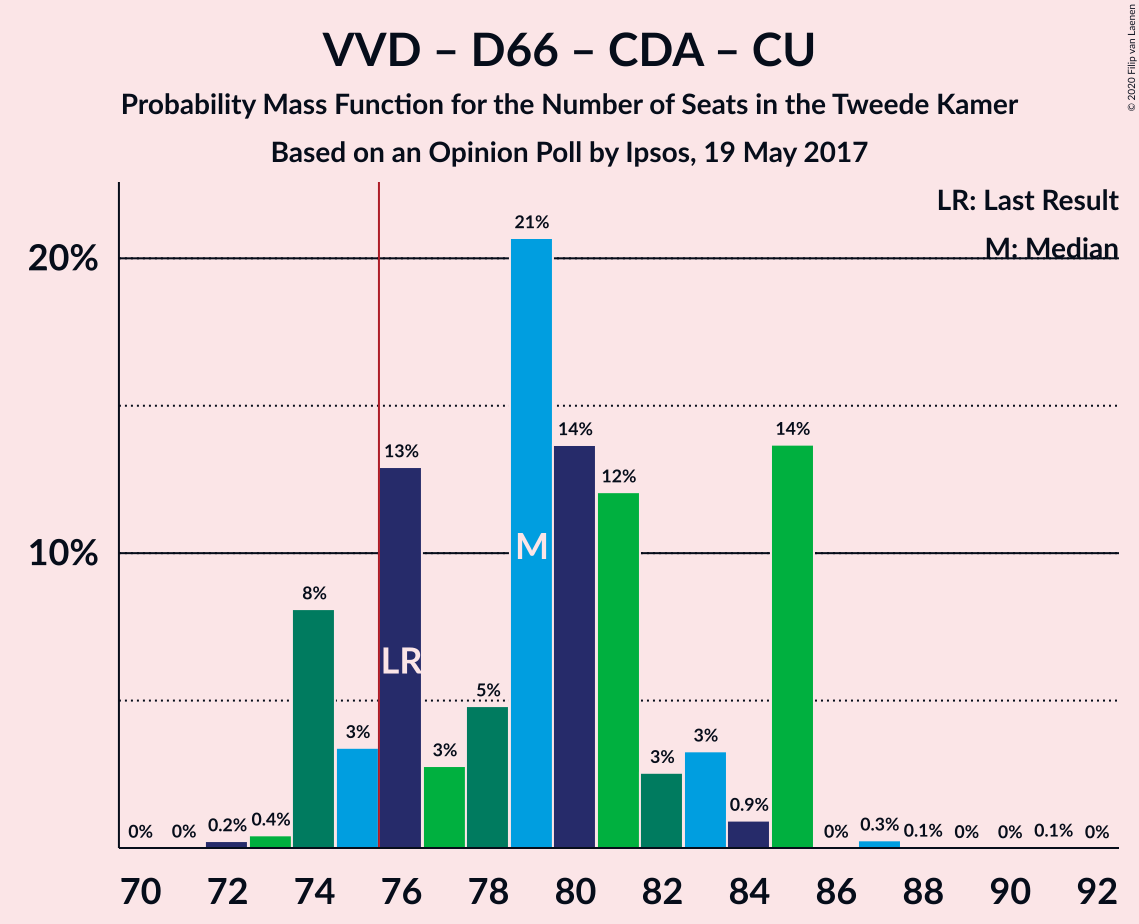 VVD – D66 – CDA – CU
Probability Mass Function for the Number of Seats in the Tweede Kamer
Based on an Opinion Poll by Ipsos, 19 May 2017
© 2020 Filip van Laenen
LR: Last Result
M: Median
20%
10%
0% 0% 0.2% 0.4% 8% 3% 13% 3% 5% 21% 14% 12% 3% 3% 0.9% 14% 0% 0.3% 0.1% 0% 0% 0.1% 0%
M
LR
70 72 74 76 78 80 82 84 86 88 90 92